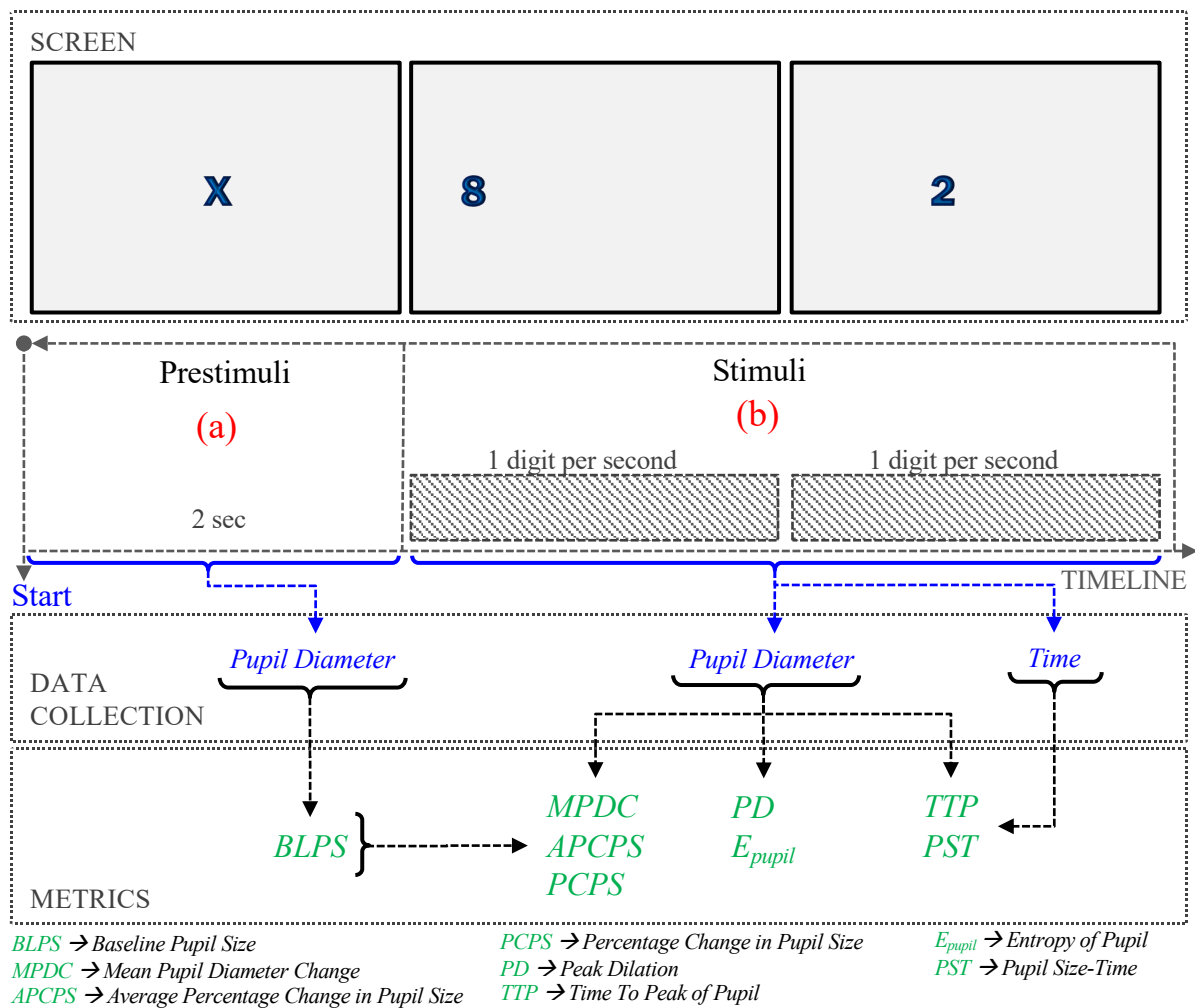 SCREEN
X 8 2
Prestimuli Stimuli
(a) (b)
1 digit per second 1 digit per second
2 sec
TIMELINE
Start
Pupil Diameter Pupil Diameter Time
DATA
COLLECTION
MPDC PD TTP
BLPS APCPS E_pupil PST
PCPS
METRICS
BLPS → Baseline Pupil Size
MPDC → Mean Pupil Diameter Change
APCPS → Average Percentage Change in Pupil Size
PCPS → Percentage Change in Pupil Size
PD → Peak Dilation
TTP → Time To Peak of Pupil
E_pupil → Entropy of Pupil
PST → Pupil Size-Time